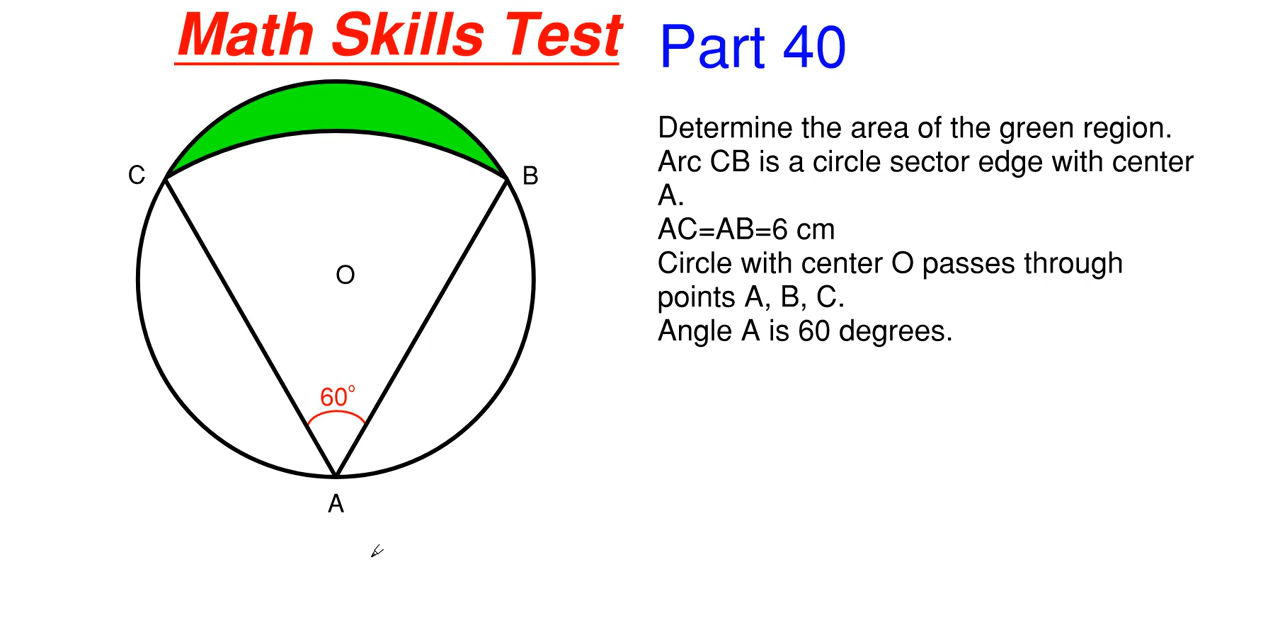 Math Skills Test
Part 40
Determine the area of the green region.
Arc CB is a circle sector edge with center
A.
AC=AB=6 cm
Circle with center O passes through
points A, B, C.
Angle A is 60 degrees.
C
B
O
60°
A